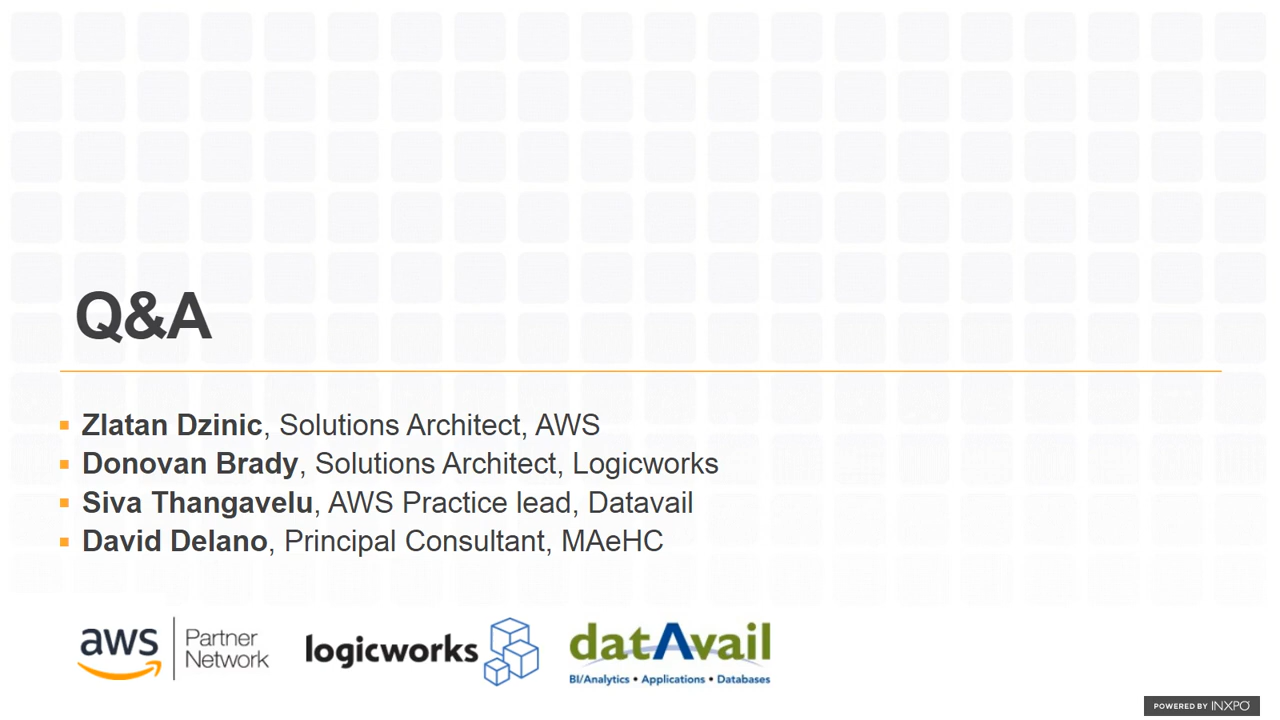 Q&A
▪ Zlatan Dzinic, Solutions Architect, AWS
▪ Donovan Brady, Solutions Architect, Logicworks
▪ Siva Thangavelu, AWS Practice lead, Datavail
▪ David Delano, Principal Consultant, MAeHC
aws Partner Network
logicworks
datAvail
BI/Analytics • Applications • Databases
POWERED BY INXPO